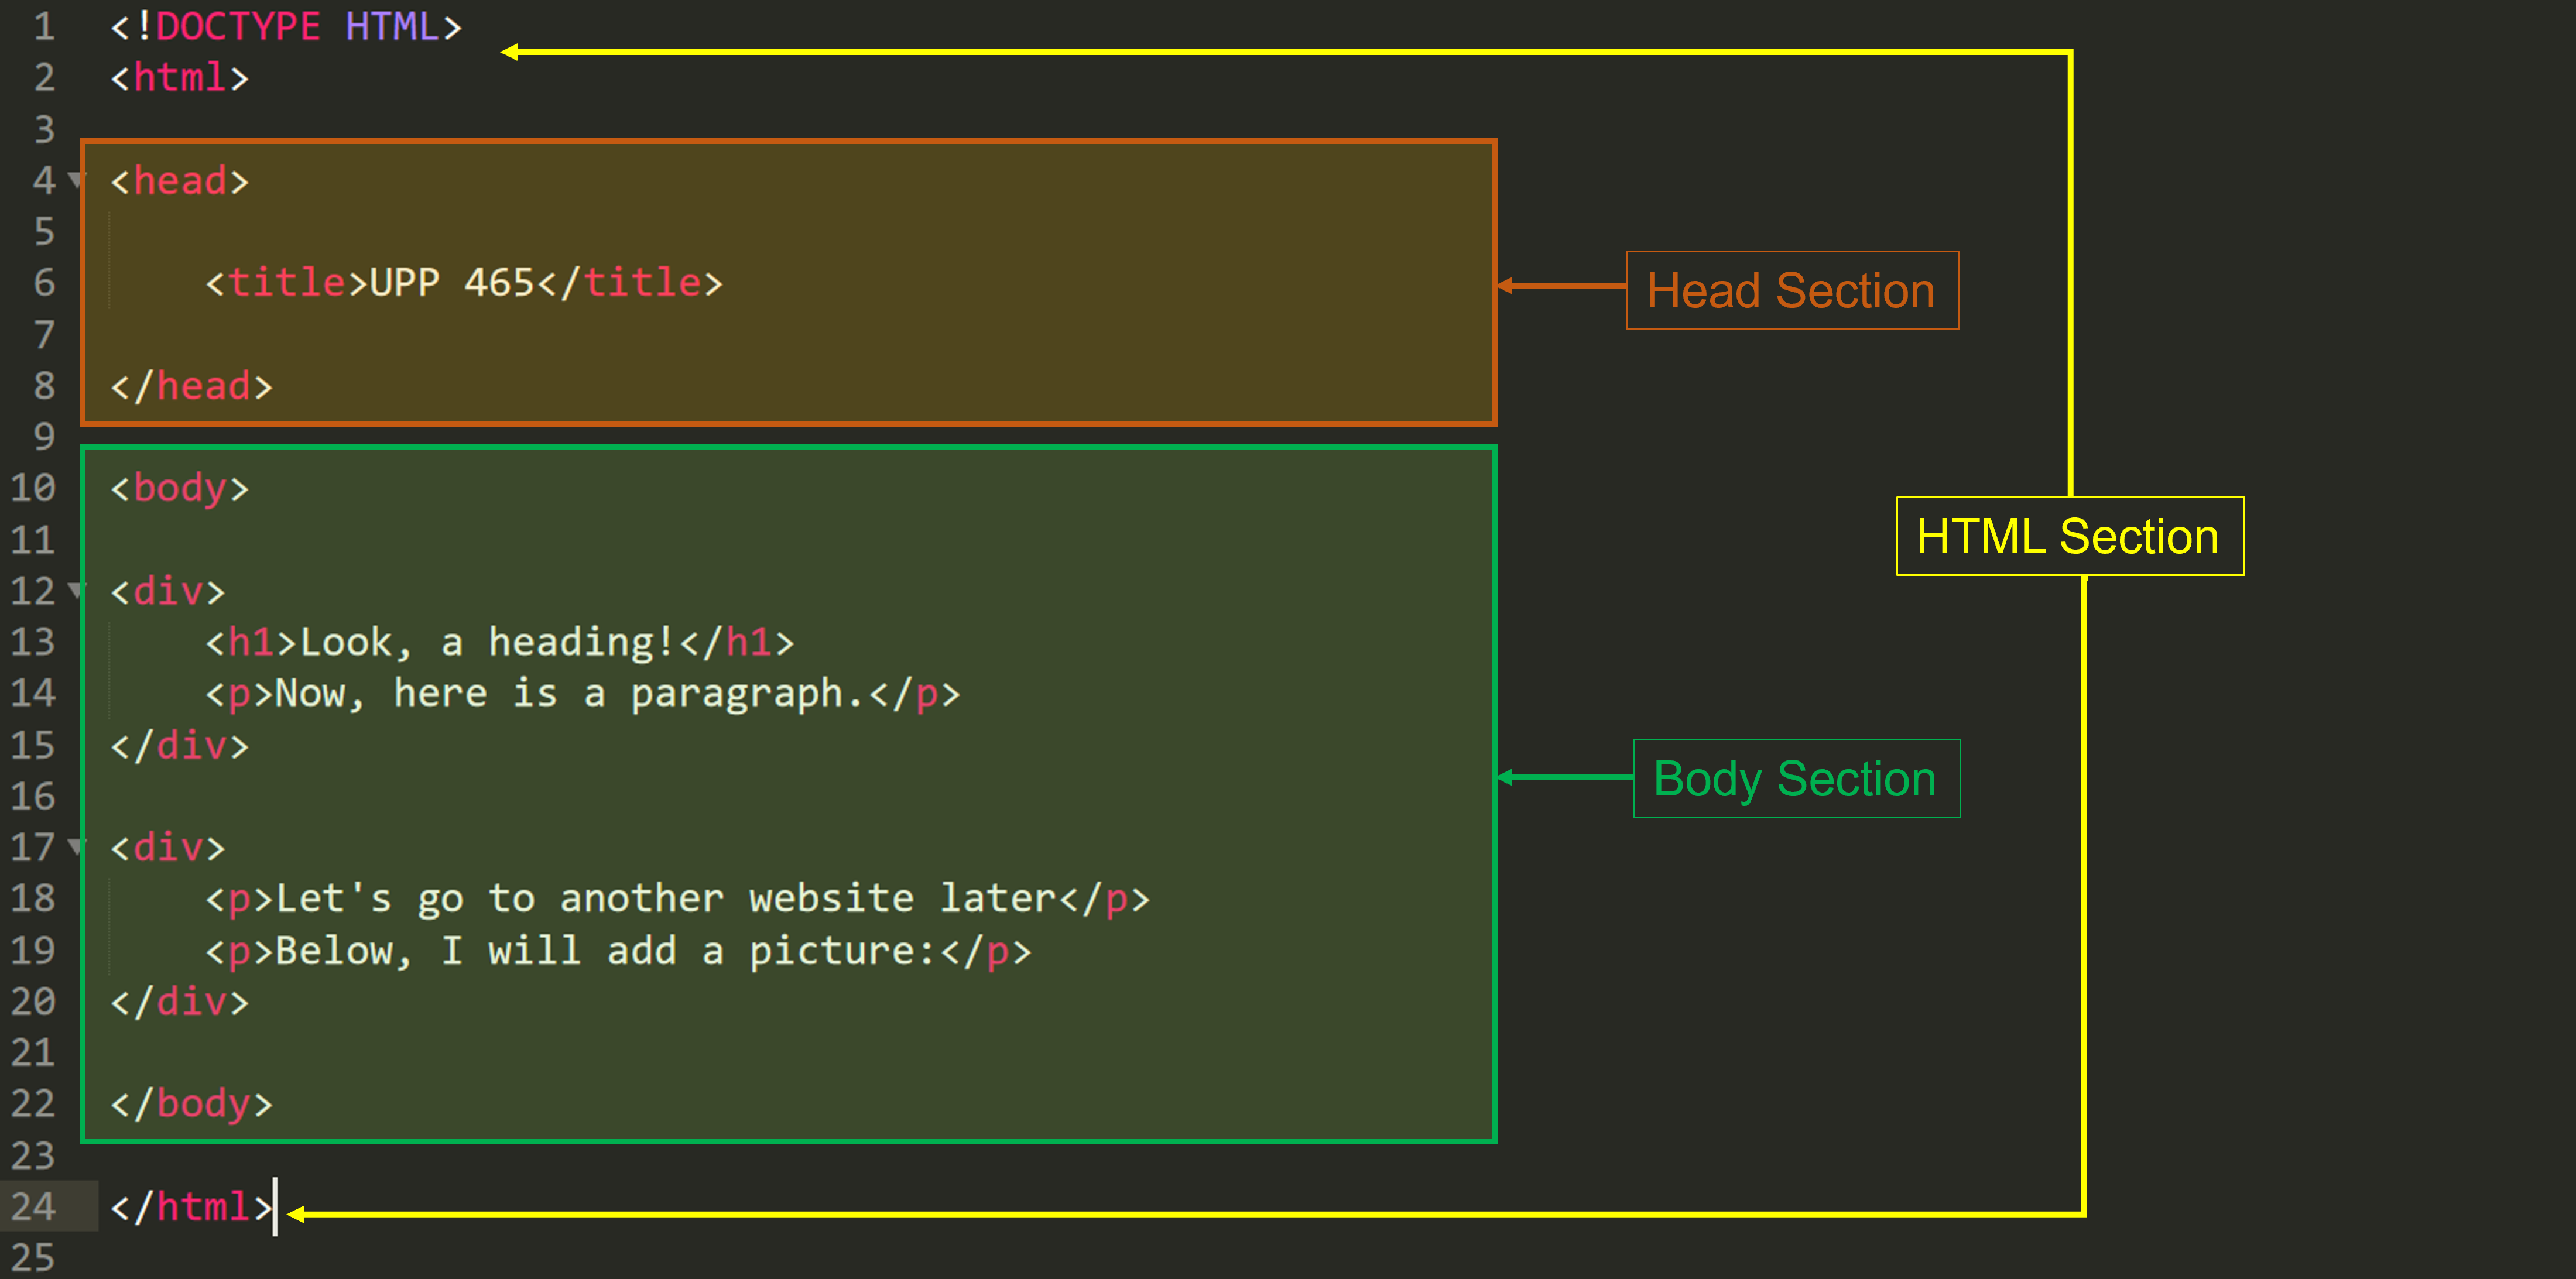 1 <!DOCTYPE HTML>
2 <html>
3
4 <head>
5
6 <title>UPP 465</title>
Head Section
7
8 </head>
9
10 <body>
11
HTML Section
12 <div>
13 <h1>Look, a heading!</h1>
14 <p>Now, here is a paragraph.</p>
15 </div>
Body Section
16
17 <div>
18 <p>Let's go to another website later</p>
19 <p>Below, I will add a picture:</p>
20 </div>
21
22 </body>
23
24 </html>
25